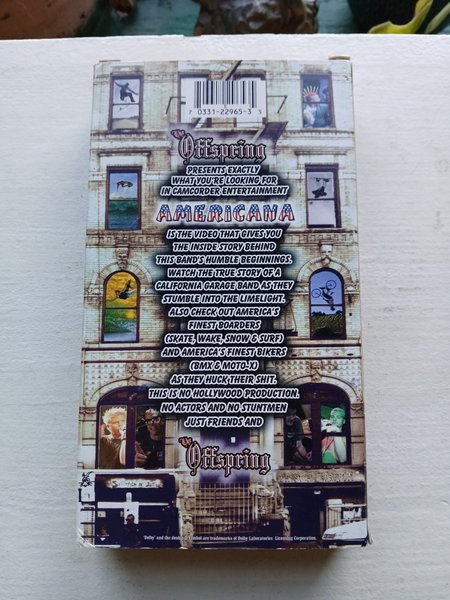 7 0331-22965-3 3
The Offspring
PRESENTS EXACTLY
WHAT YOU'RE LOOKING FOR
IN CAMCORDER ENTERTAINMENT
AMERICANA
IS THE VIDEO THAT GIVES YOU
THE INSIDE STORY BEHIND
THIS BAND'S HUMBLE BEGINNINGS.
WATCH THE TRUE STORY OF A
CALIFORNIA GARAGE BAND AS THEY
STUMBLE INTO THE LIMELIGHT.
ALSO CHECK OUT AMERICA'S
FINEST BOARDERS
(SKATE, WAKE, SNOW & SURF)
AND AMERICA'S FINEST BIKERS
(BMX & MOTO-X)
AS THEY HUCK THEIR SHIT.
THIS IS NO HOLLYWOOD PRODUCTION.
NO ACTORS AND NO STUNTMEN
JUST FRIENDS AND
The Offspring
'Dolby' and the double-d symbol are trademarks of Dolby Laboratories Licensing Corporation.